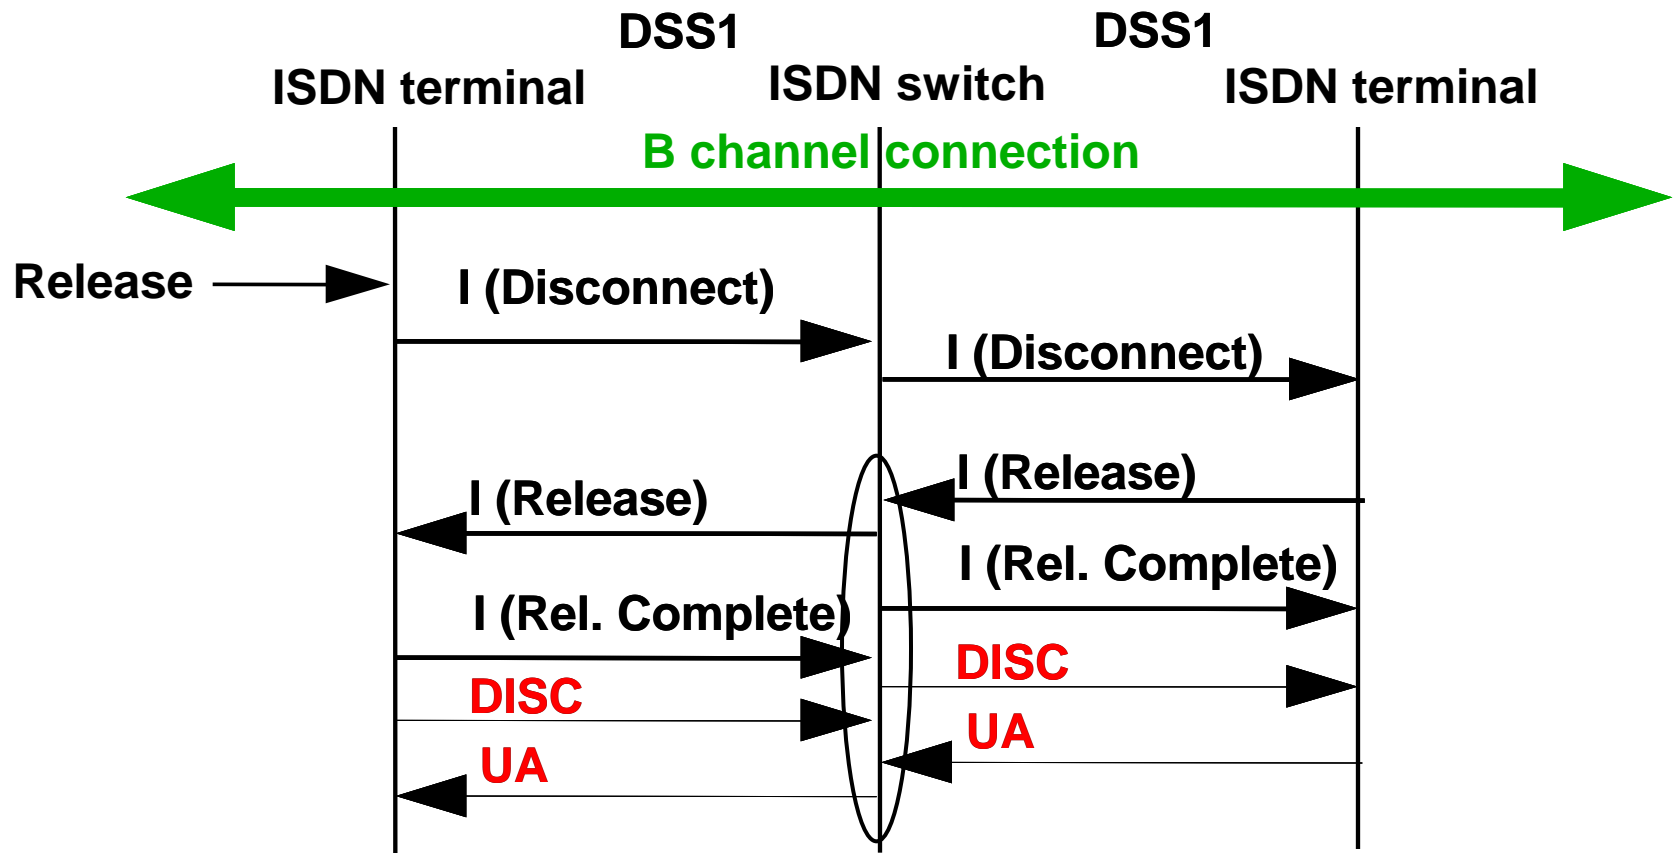 DSS1 DSS1
ISDN terminal ISDN switch ISDN terminal
B channel connection
Release
I (Disconnect)
I (Disconnect)
I (Release)
I (Release)
I (Rel. Complete)
I (Rel. Complete)
DISC
DISC
UA
UA